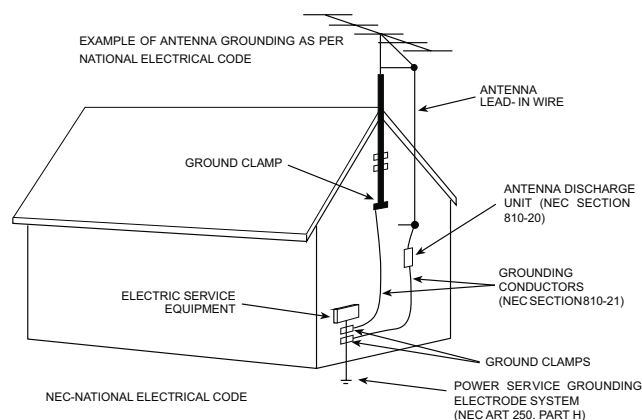 EXAMPLE OF ANTENNA GROUNDING AS PER
NATIONAL ELECTRICAL CODE
ANTENNA
LEAD- IN WIRE
GROUND CLAMP
ANTENNA DISCHARGE
UNIT (NEC SECTION
810-20)
GROUNDING
CONDUCTORS
(NEC SECTION 810-21)
ELECTRIC SERVICE
EQUIPMENT
GROUND CLAMPS
POWER SERVICE GROUNDING
ELECTRODE SYSTEM
(NEC ART 250, PART H)
NEC-NATIONAL ELECTRICAL CODE